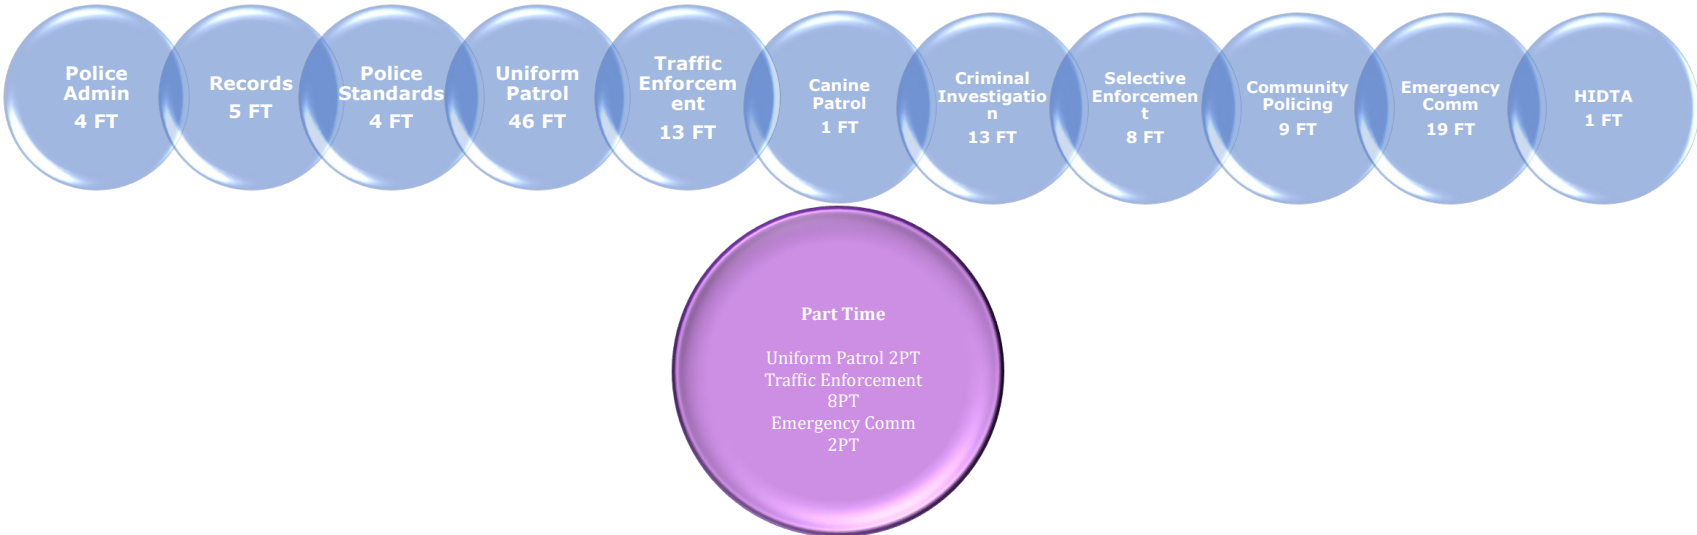 Police
Admin
4 FT
Records
5 FT
Police
Standards
4 FT
Uniform
Patrol
46 FT
Traffic
Enforcem
ent
13 FT
Canine
Patrol
1 FT
Criminal
Investigatio
n
13 FT
Selective
Enforcemen
t
8 FT
Community
Policing
9 FT
Emergency
Comm
19 FT
HIDTA
1 FT
Part Time
Uniform Patrol 2PT
Traffic Enforcement
8PT
Emergency Comm
2PT